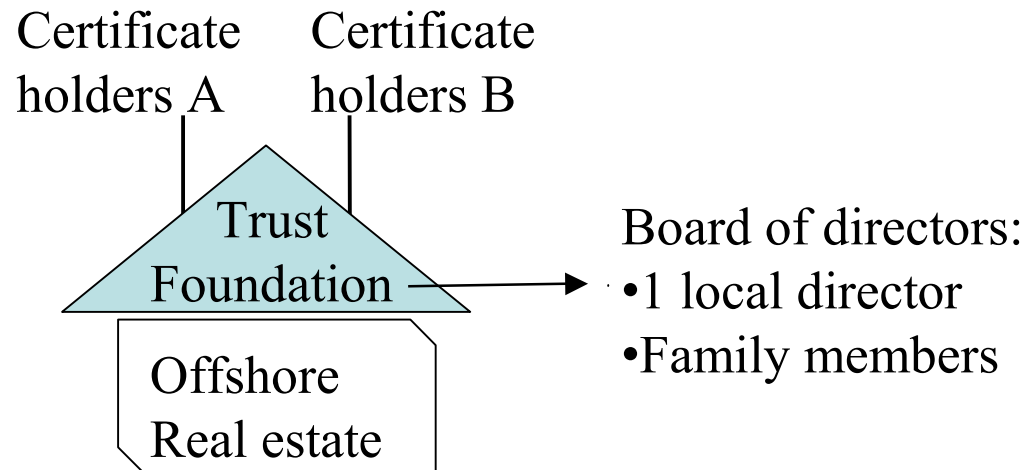 Certificate holders A
Certificate holders B
Trust
Foundation
Board of directors:
•1 local director
•Family members
Offshore
Real estate